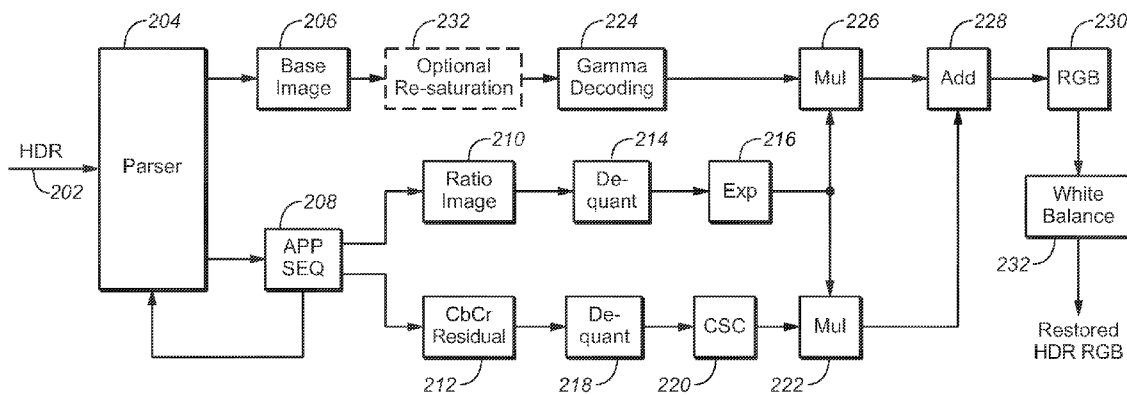 204
206
232
224
226
228
230
Base
Image
Optional
Re-saturation
Gamma
Decoding
Mul
Add
RGB
HDR
202
Parser
210
214
216
Ratio
Image
De-
quant
Exp
White
Balance
232
208
APP
SEQ
CbCr
Residual
De-
quant
CSC
Mul
212
218
220
222
Restored
HDR RGB